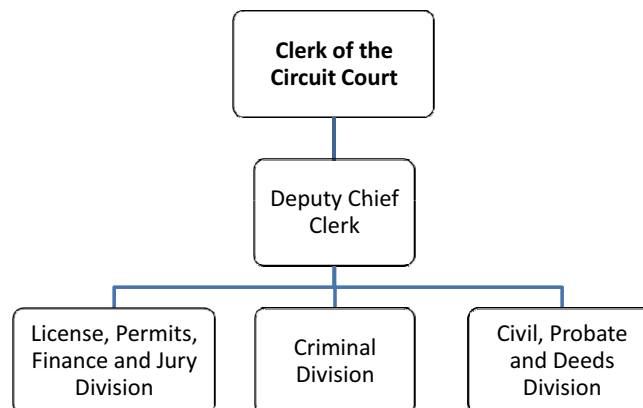 Clerk of the
Circuit Court
Deputy Chief
Clerk
License, Permits,
Finance and Jury
Division
Criminal
Division
Civil, Probate
and Deeds
Division